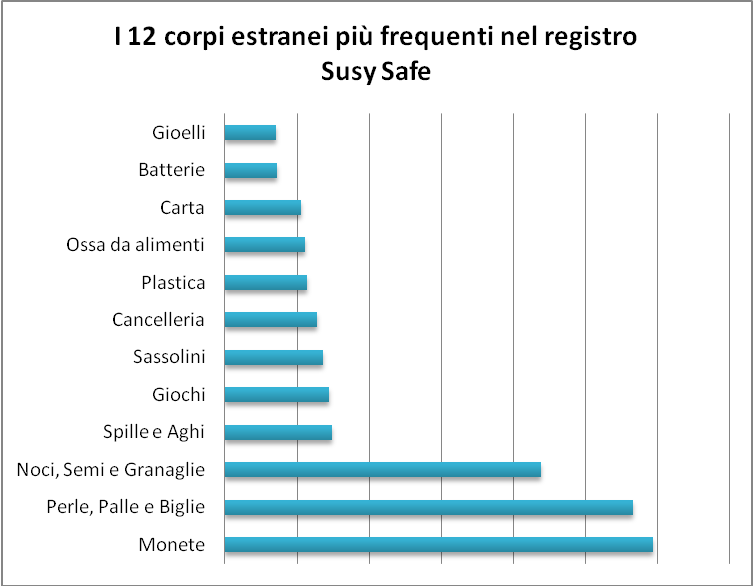 I 12 corpi estranei più frequenti nel registro
Susy Safe
Gioelli
Batterie
Carta
Ossa da alimenti
Plastica
Cancelleria
Sassolini
Giochi
Spille e Aghi
Noci, Semi e Granaglie
Perle, Palle e Biglie
Monete